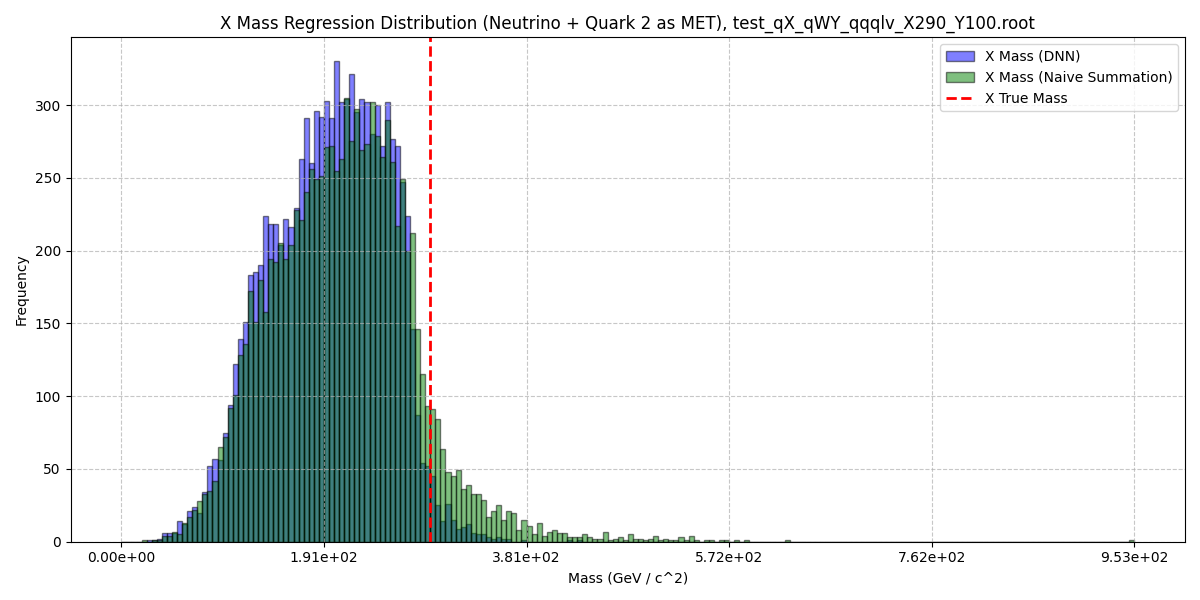 X Mass Regression Distribution (Neutrino + Quark 2 as MET), test_qX_qWY_qqqlv_X290_Y100.root
X Mass (DNN)
X Mass (Naive Summation)
X True Mass
Frequency
300
250
200
150
100
50
0
0.00e+00 1.91e+02 3.81e+02 5.72e+02 7.62e+02 9.53e+02
Mass (GeV / c^2)